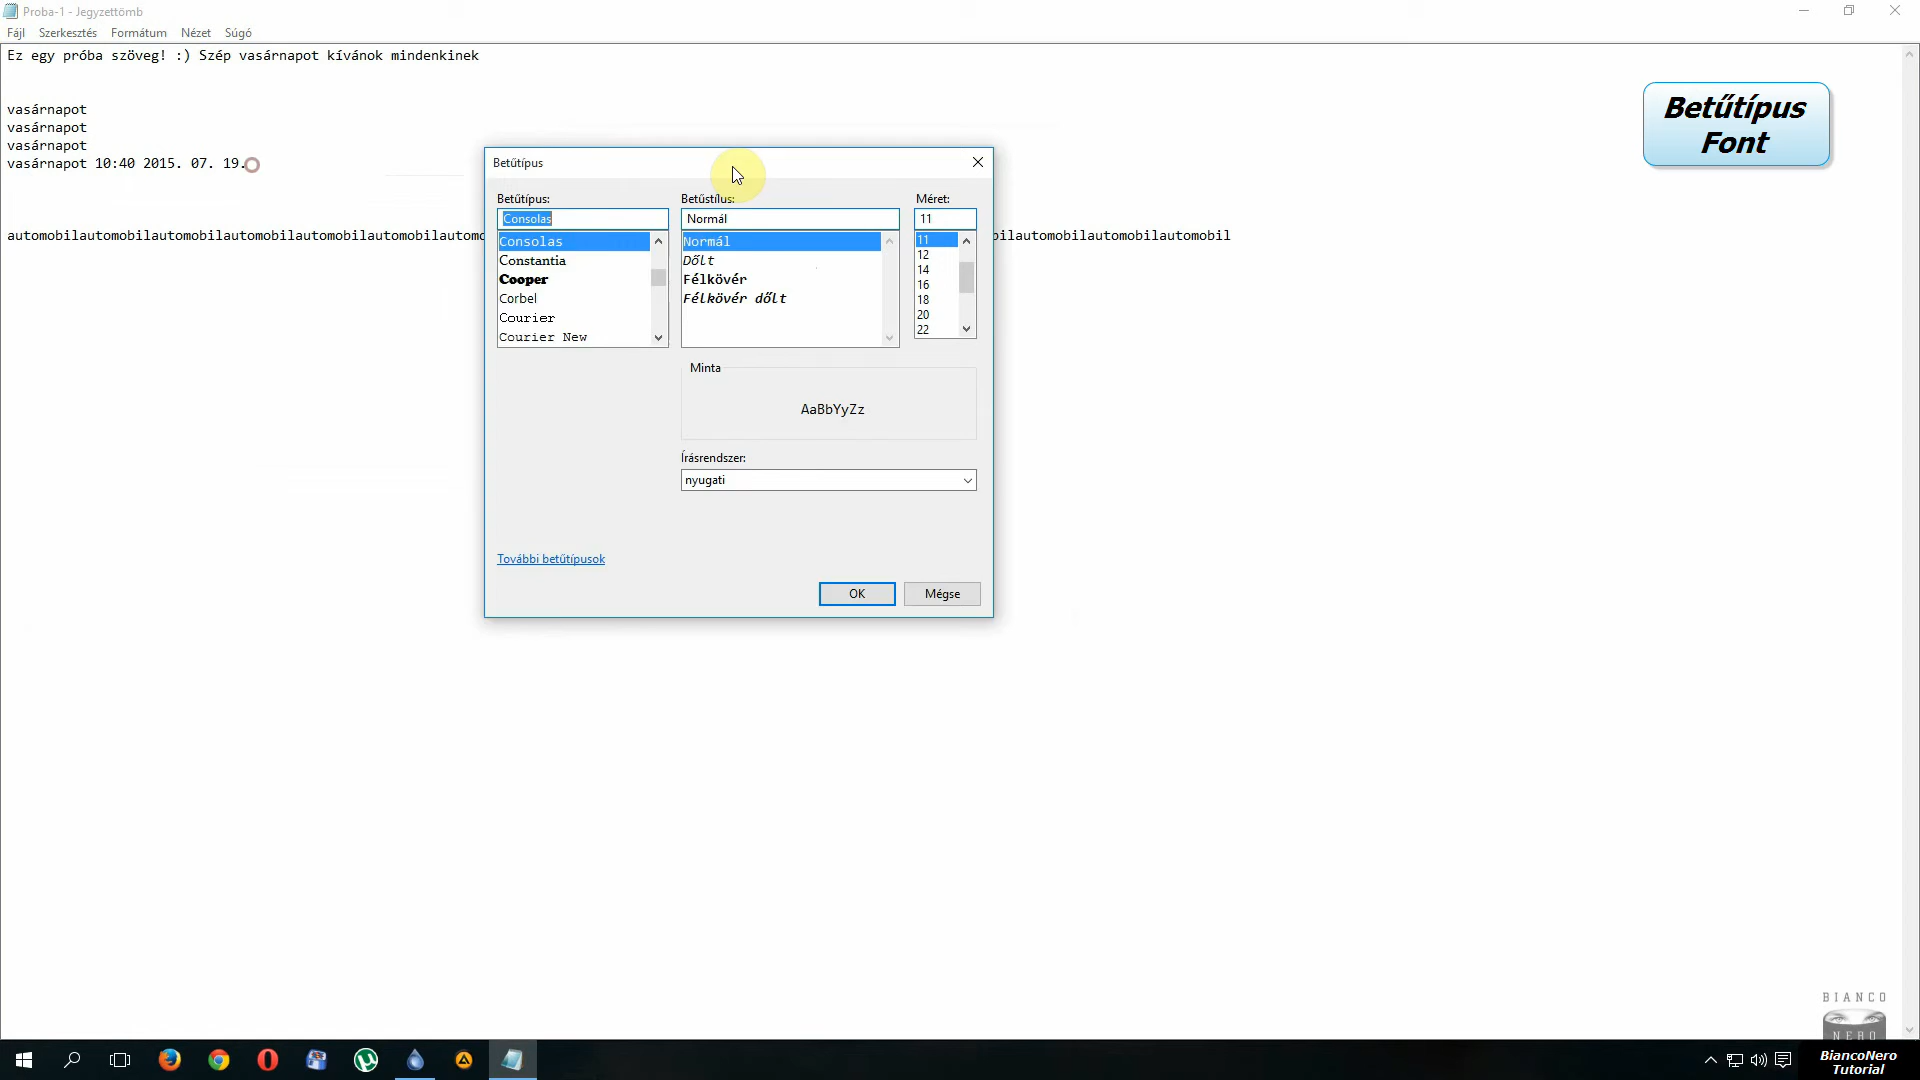 Proba-1 - Jegyzettömb
Fájl Szerkesztés Formátum Nézet Súgó
Ez egy próba szöveg! :) Szép vasárnapot kívánok mindenkinek
vasárnapot
vasárnapot
vasárnapot
vasárnapot 10:40 2015. 07. 19.
automobilautomobilautomobilautomobilautomobilautomobilautomo
bilautomobilautomobilautomobil
Betűtípus
Font
Betűtípus
Betűtípus: Betűstílus: Méret:
Consolas Normál 11
Consolas Normál 11
Constantia Dőlt 12
Cooper Félkövér 14
Corbel Félkövér dőlt 16
Courier 18
Courier New 20
22
Minta
AaBbYyZz
Írásrendszer:
nyugati
További betűtípusok
OK Mégse
BIANCO
NERO
BiancoNero
Tutorial